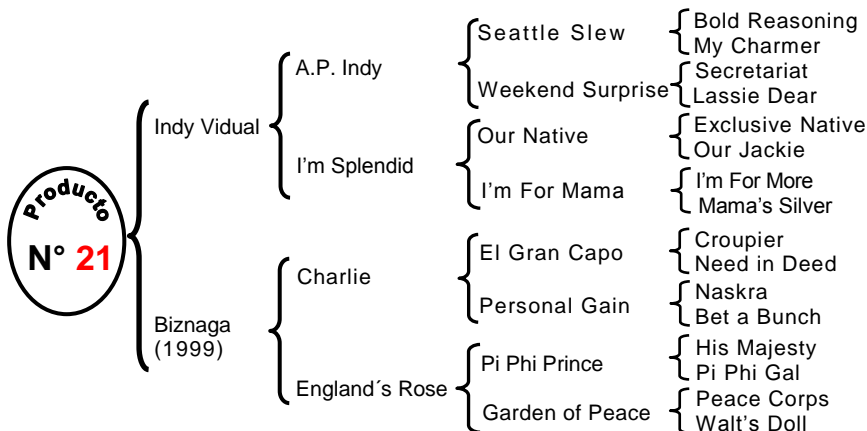 Producto
N° 21
Indy Vidual
Biznaga
(1999)
A.P. Indy
I'm Splendid
Charlie
England´s Rose
Seattle Slew
Weekend Surprise
Our Native
I'm For Mama
El Gran Capo
Personal Gain
Pi Phi Prince
Garden of Peace
Bold Reasoning
My Charmer
Secretariat
Lassie Dear
Exclusive Native
Our Jackie
I'm For More
Mama's Silver
Croupier
Need in Deed
Naskra
Bet a Bunch
His Majesty
Pi Phi Gal
Peace Corps
Walt's Doll